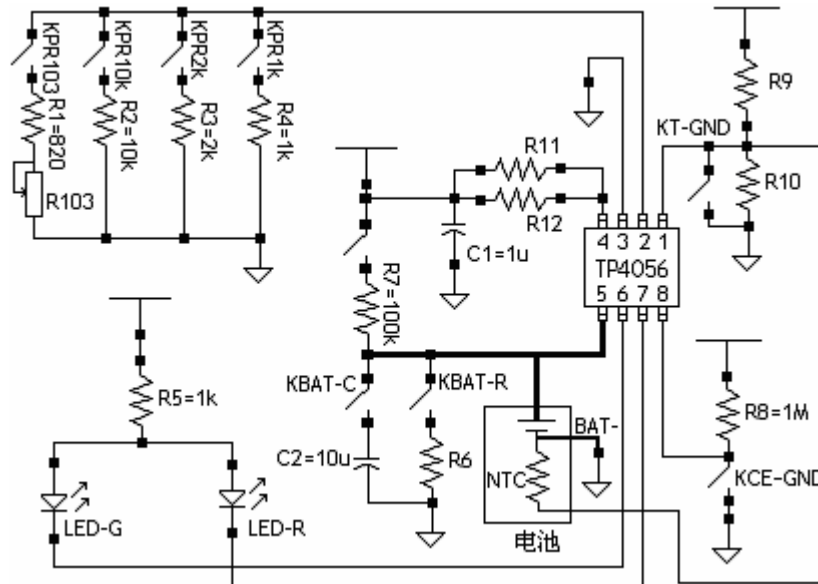 KPR103
KPR10k
KPR2k
KPR1k
R1=820
R2=10k
R3=2k
R4=1k
R103
R9
KT-GND
R10
R11
R12
C1=1u
4 3 2 1
TP4056
5 6 7 8
R7=100k
R5=1k
KBAT-C
KBAT-R
C2=10u
R6
BAT-
NTC
电池
R8=1M
KCE-GND
LED-G
LED-R